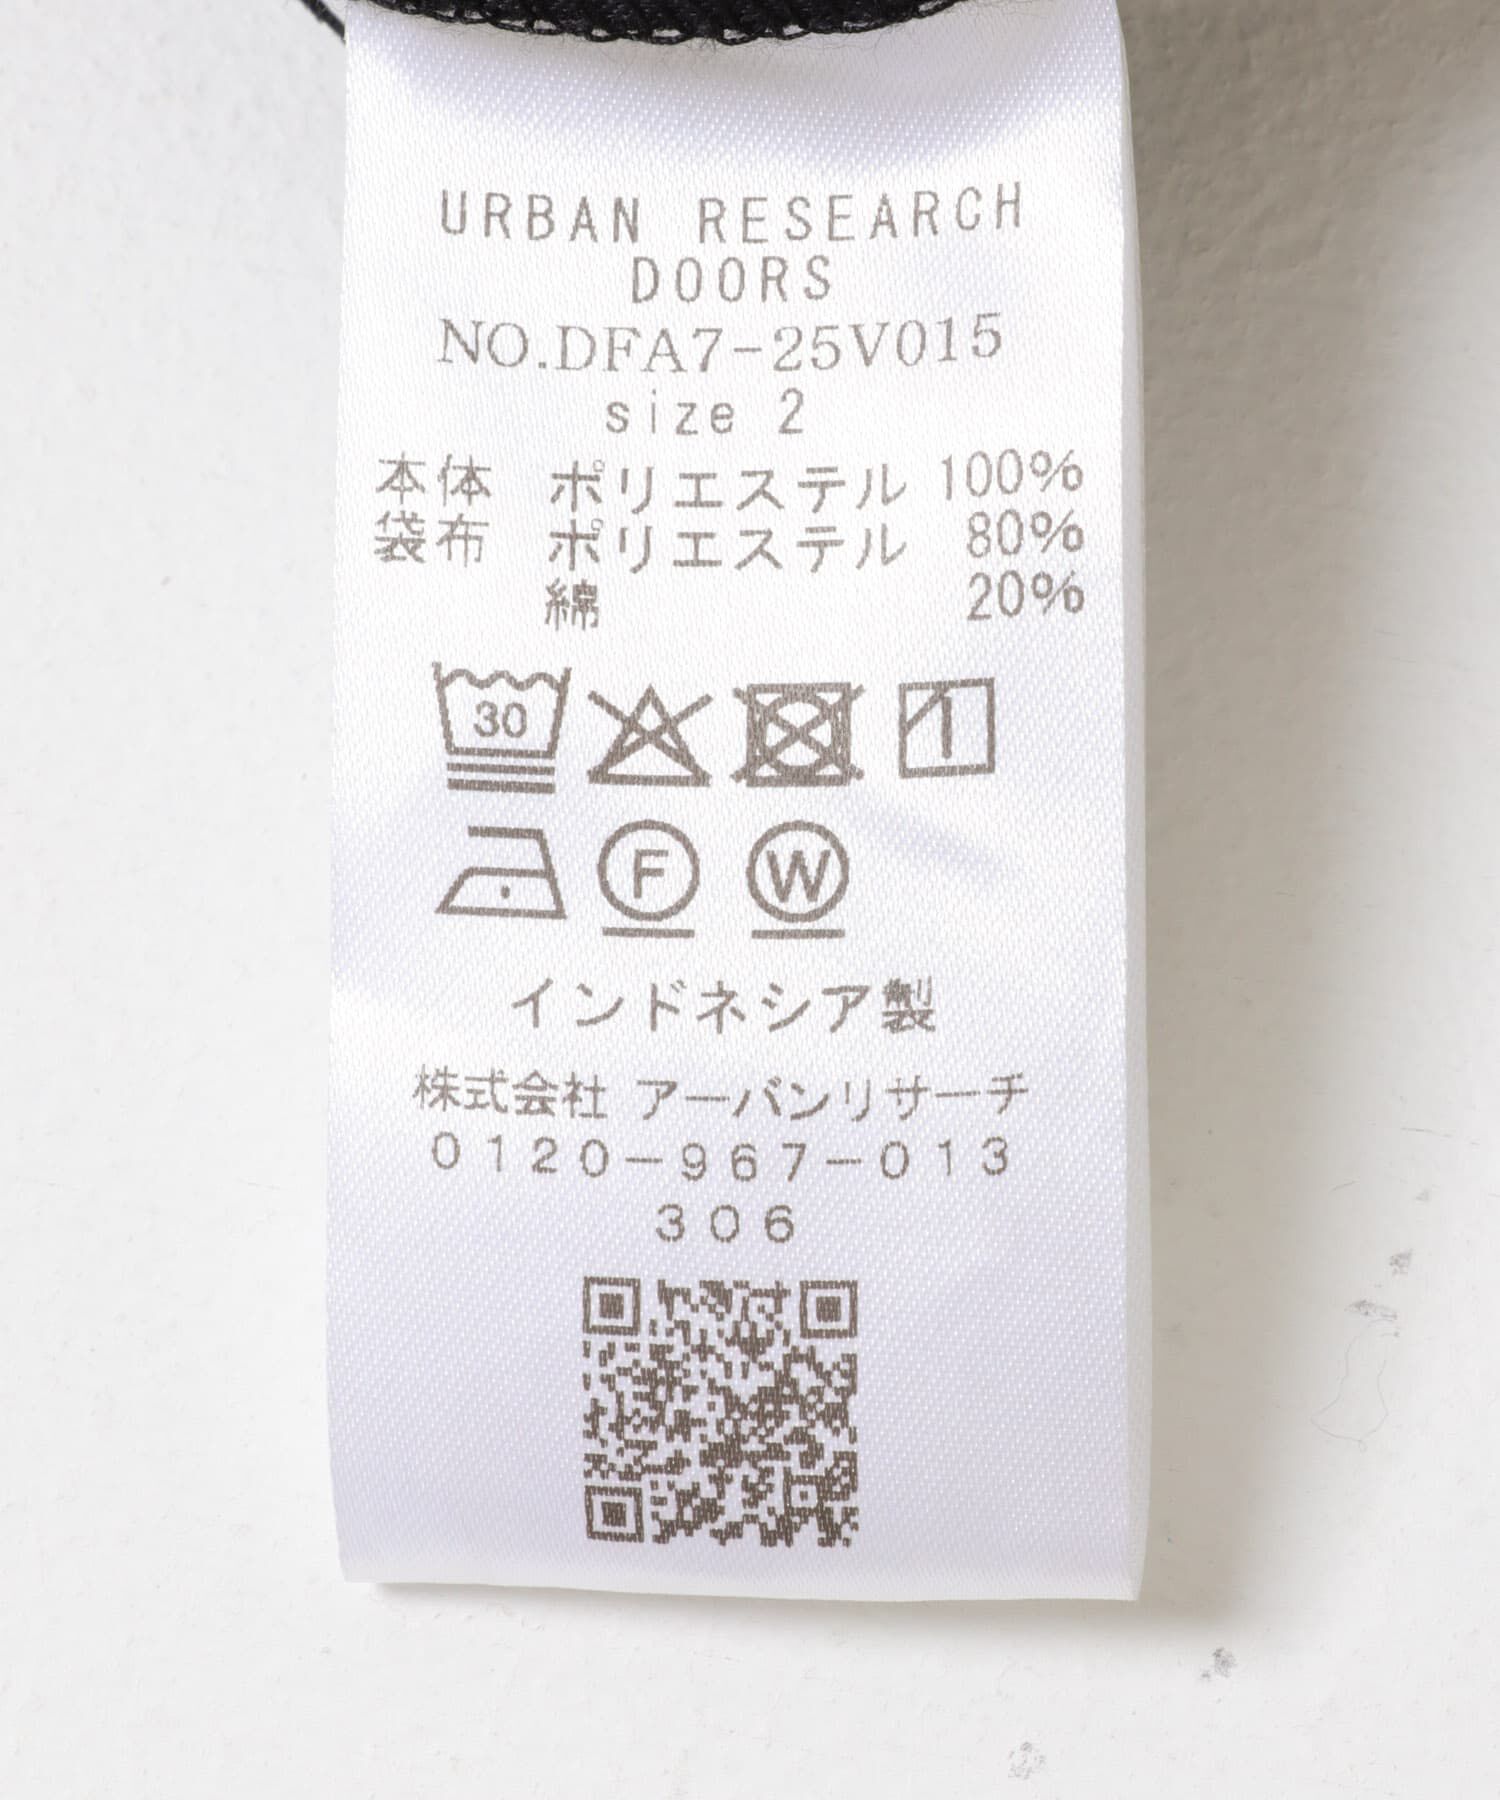 URBAN RESEARCH
DOORS
NO.DFA7-25V015
size 2
本体 ポリエステル 100%
袋布 ポリエステル 80%
綿 20%
30
F W
インドネシア製
株式会社 アーバンリサーチ
0120-967-013
306